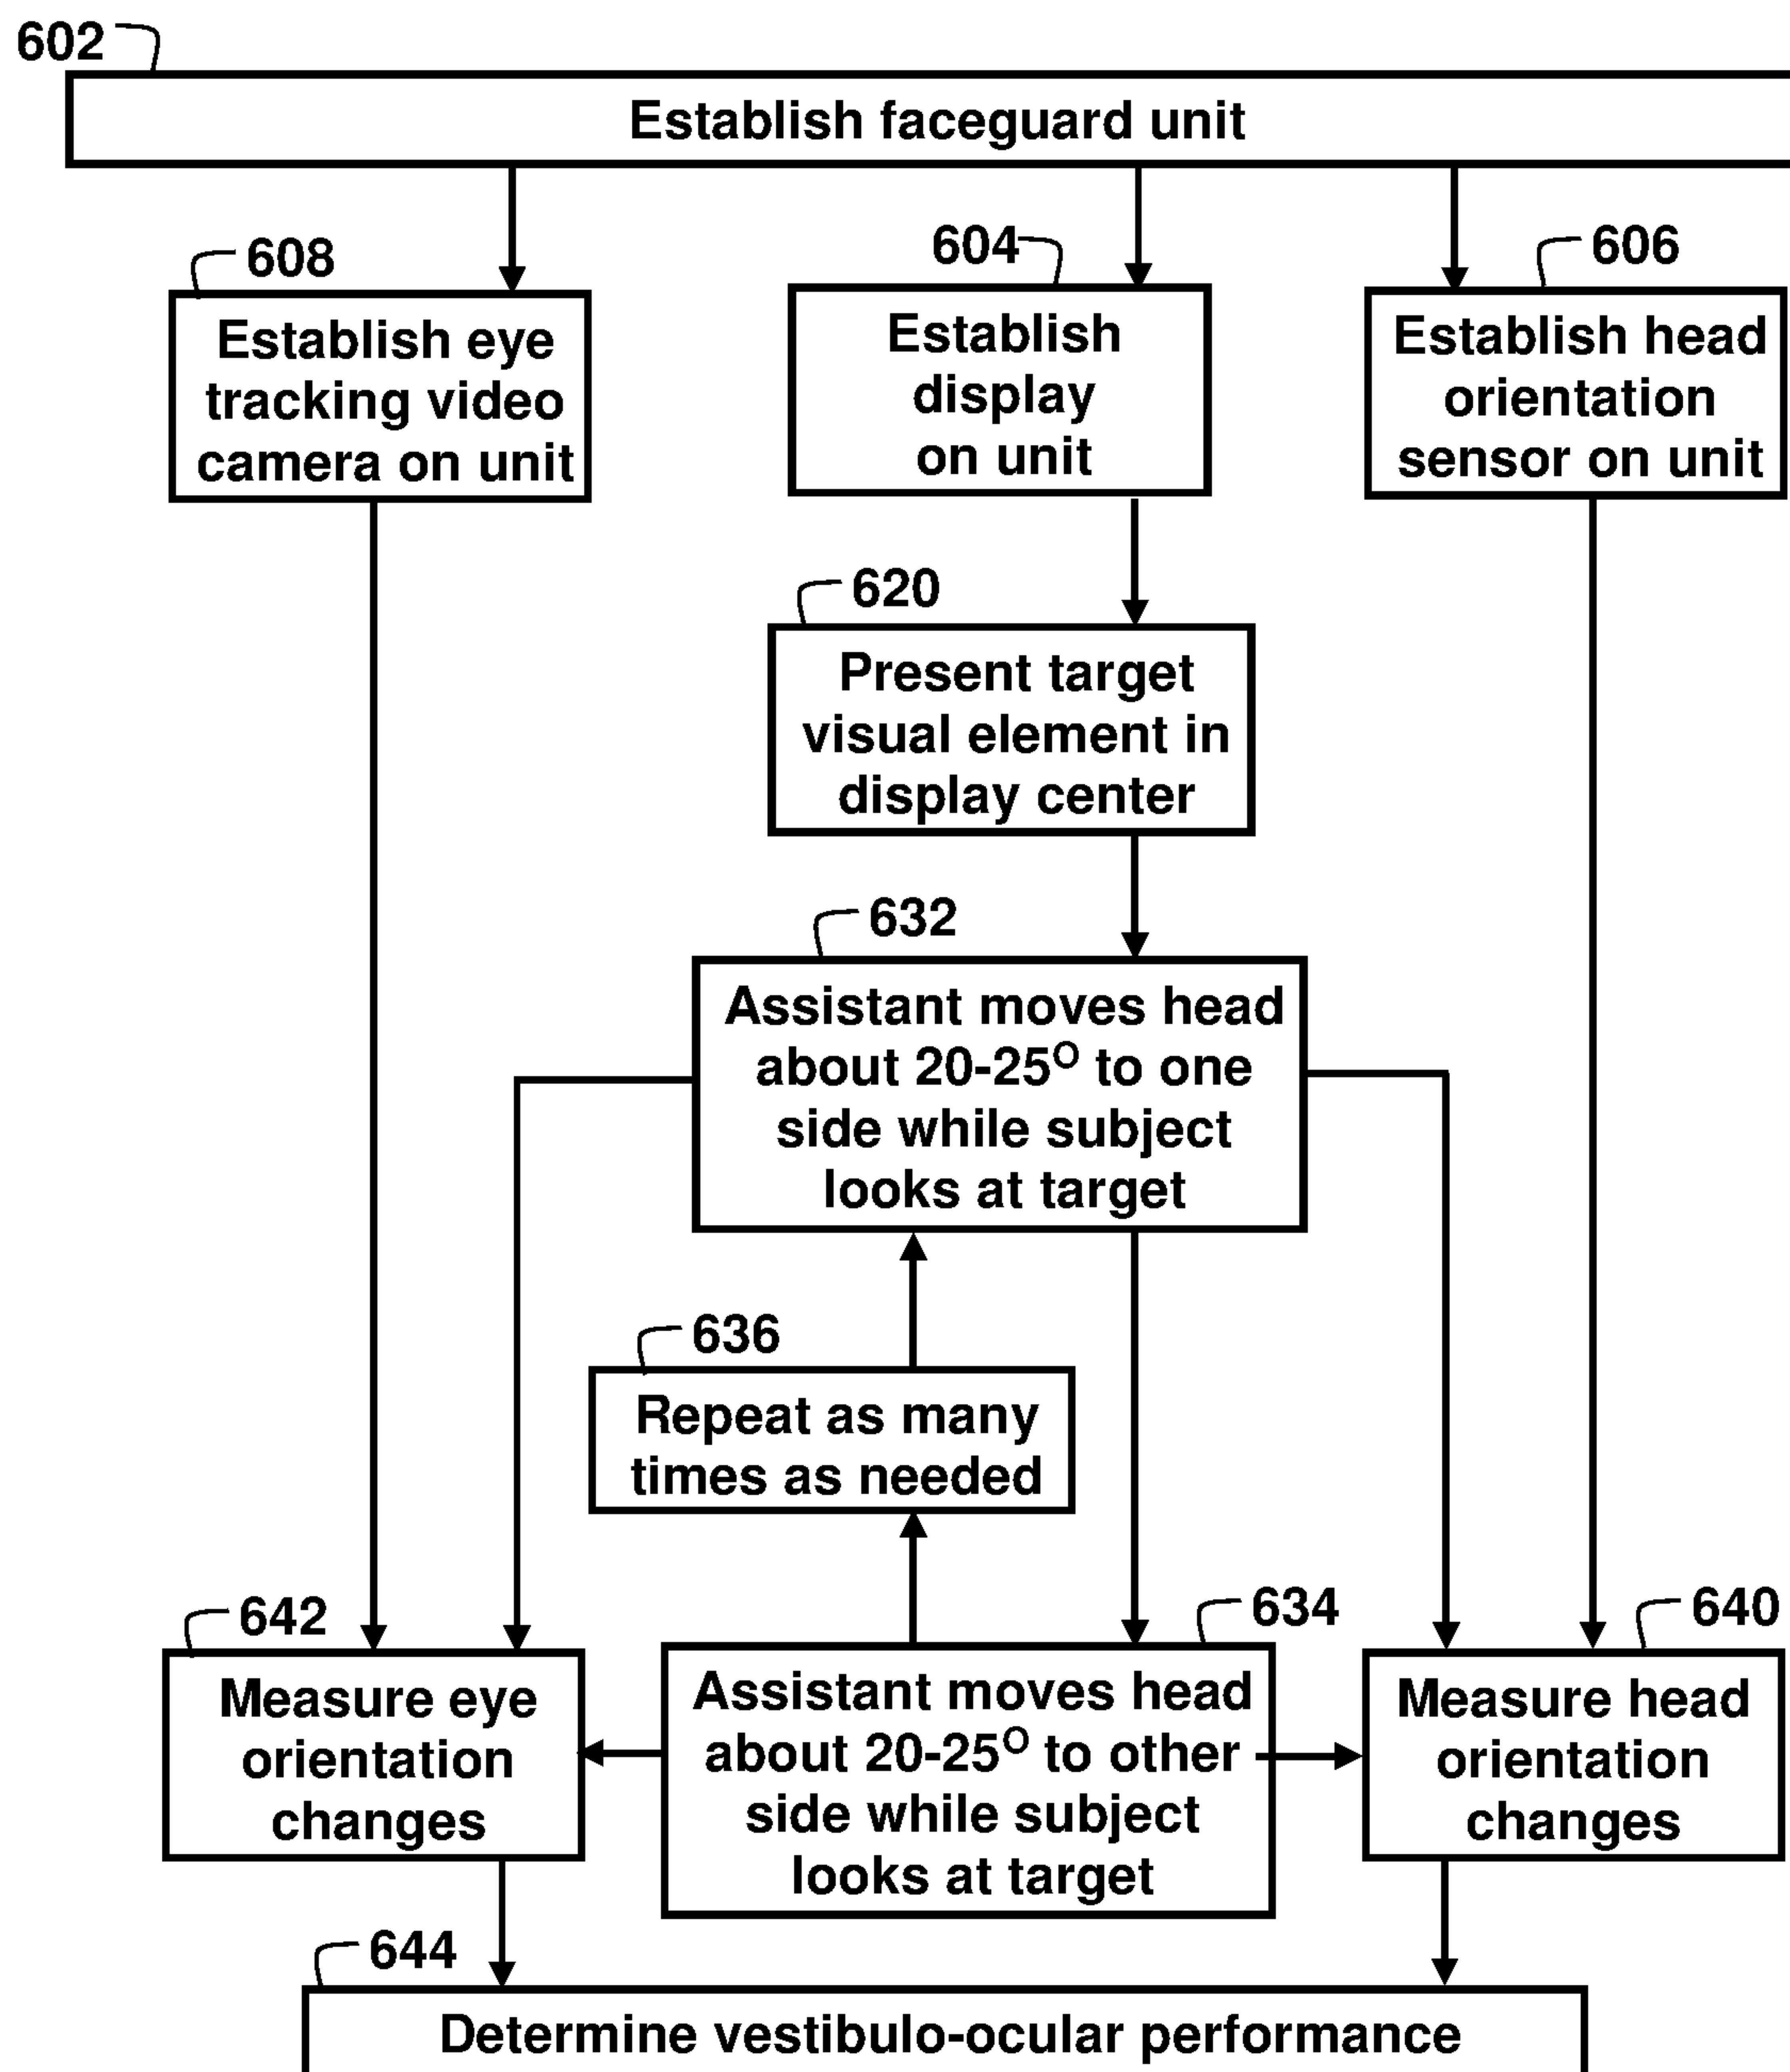 602
Establish faceguard unit
608
604
606
Establish eye
tracking video
camera on unit
Establish
display
on unit
Establish head
orientation
sensor on unit
620
Present target
visual element in
display center
632
Assistant moves head
about 20-25º to one
side while subject
looks at target
636
Repeat as many
times as needed
642
634
640
Measure eye
orientation
changes
Assistant moves head
about 20-25º to other
side while subject
looks at target
Measure head
orientation
changes
644
Determine vestibulo-ocular performance